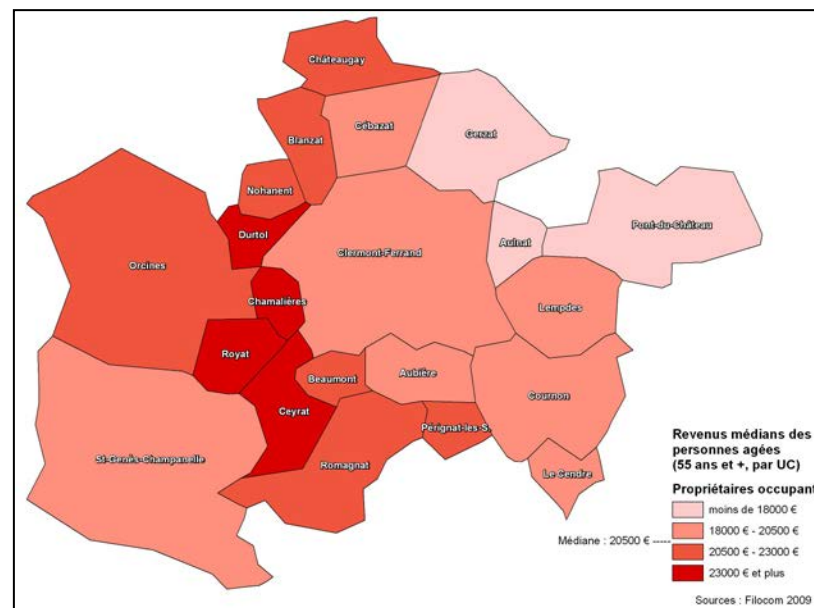 Châteaugay
Cébazat
Gerzat
Blanzat
Nohanent
Durtol
Clermont-Ferrand
Aulnat
Pont-du-Château
Orcines
Chamalières
Lempdes
Royat
Beaumont
Aubière
Cournon
Ceyrat
Pérignat-lès-S.
St-Genès-Champanelle
Romagnat
Le Cendre
Revenus médians des
personnes agées
(55 ans et +, par UC)
Propriétaires occupant
moins de 18000 €
18000 € - 20500 €
Médiane : 20500 € -----
20500 € - 23000 €
23000 € et plus
Sources : Filocom 2009